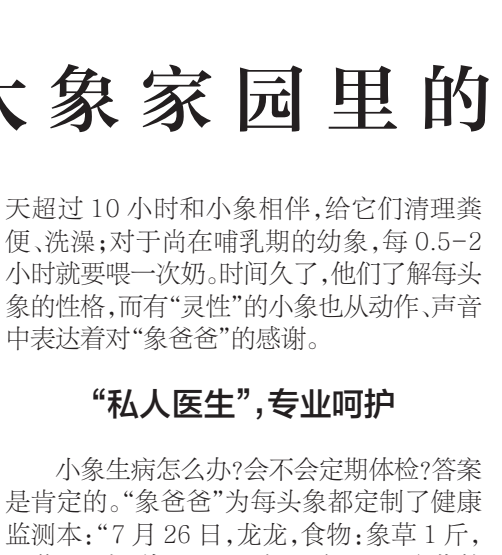 象家园里的
天超过 10 小时和小象相伴,给它们清理粪
便、洗澡;对于尚在哺乳期的幼象,每 0.5-2
小时就要喂一次奶。时间久了,他们了解每头
象的性格,而有“灵性”的小象也从动作、声音
中表达着对“象爸爸”的感谢。
“私人医生”,专业呵护
小象生病怎么办?会不会定期体检?答案
是肯定的。“象爸爸”为每头象都定制了健康
监测本:“7 月 26 日,龙龙,食物:象草 1 斤,